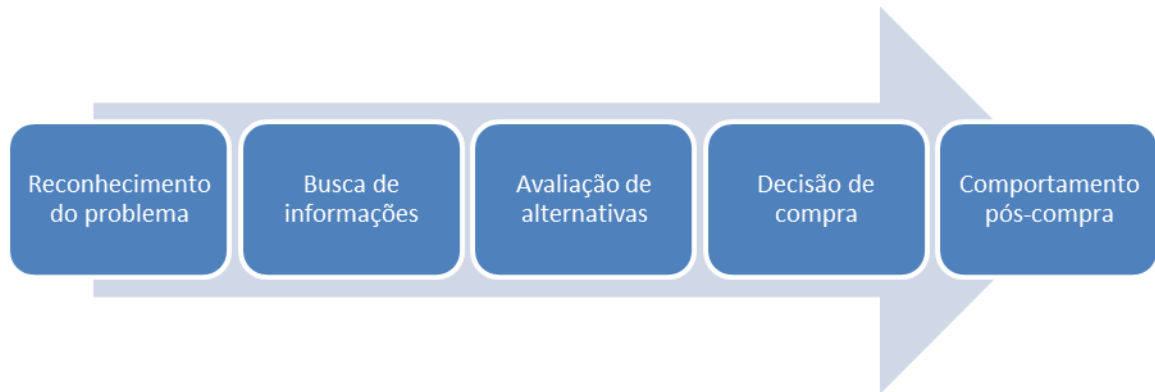 Reconhecimento
do problema
Busca de
informações
Avaliação de
alternativas
Decisão de
compra
Comportamento
pós-compra